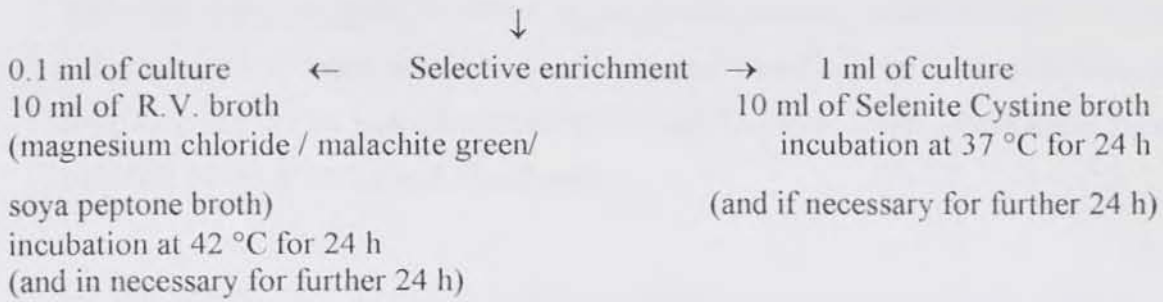 ↓
0.1 ml of culture ← Selective enrichment → 1 ml of culture
10 ml of R.V. broth 10 ml of Selenite Cystine broth
(magnesium chloride / malachite green/ incubation at 37 °C for 24 h
soya peptone broth) (and if necessary for further 24 h)
incubation at 42 °C for 24 h
(and in necessary for further 24 h)